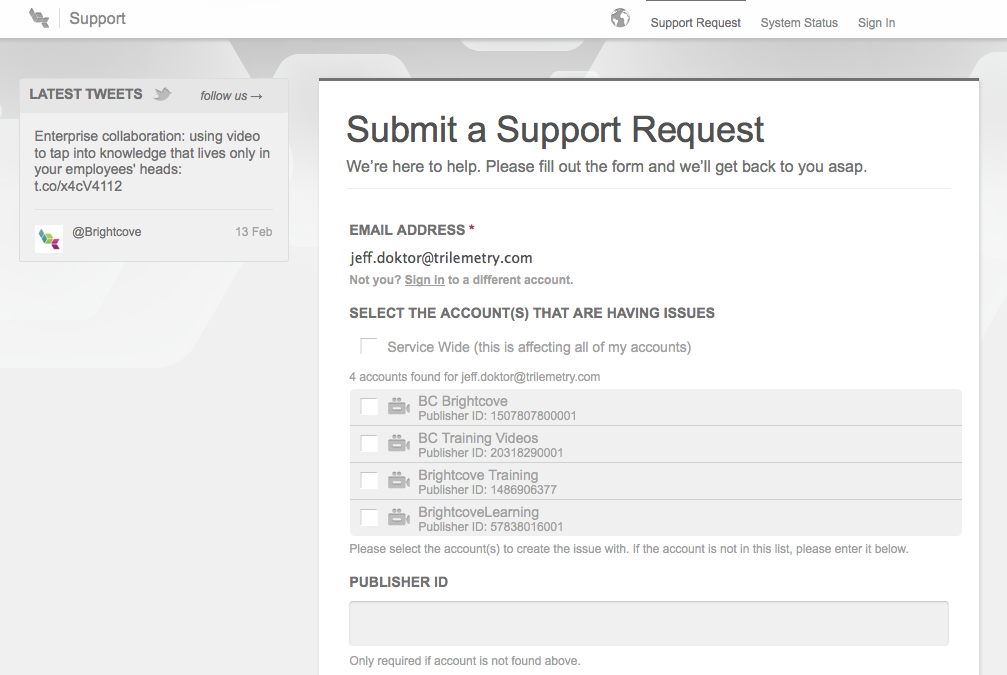 Support
Support Request
System Status
Sign In
LATEST TWEETS
follow us →
Enterprise collaboration: using video
to tap into knowledge that lives only in
your employees' heads:
t.co/x4cV4112
@Brightcove
13 Feb
Submit a Support Request
We're here to help. Please fill out the form and we'll get back to you asap.
EMAIL ADDRESS *
jeff.doktor@trilemetry.com
Not you? Sign in to a different account.
SELECT THE ACCOUNT(S) THAT ARE HAVING ISSUES
Service Wide (this is affecting all of my accounts)
4 accounts found for jeff.doktor@trilemetry.com
BC Brightcove
Publisher ID: 1507807800001
BC Training Videos
Publisher ID: 20318290001
Brightcove Training
Publisher ID: 1486906377
BrightcoveLearning
Publisher ID: 57838016001
Please select the account(s) to create the issue with. If the account is not in this list, please enter it below.
PUBLISHER ID
Only required if account is not found above.